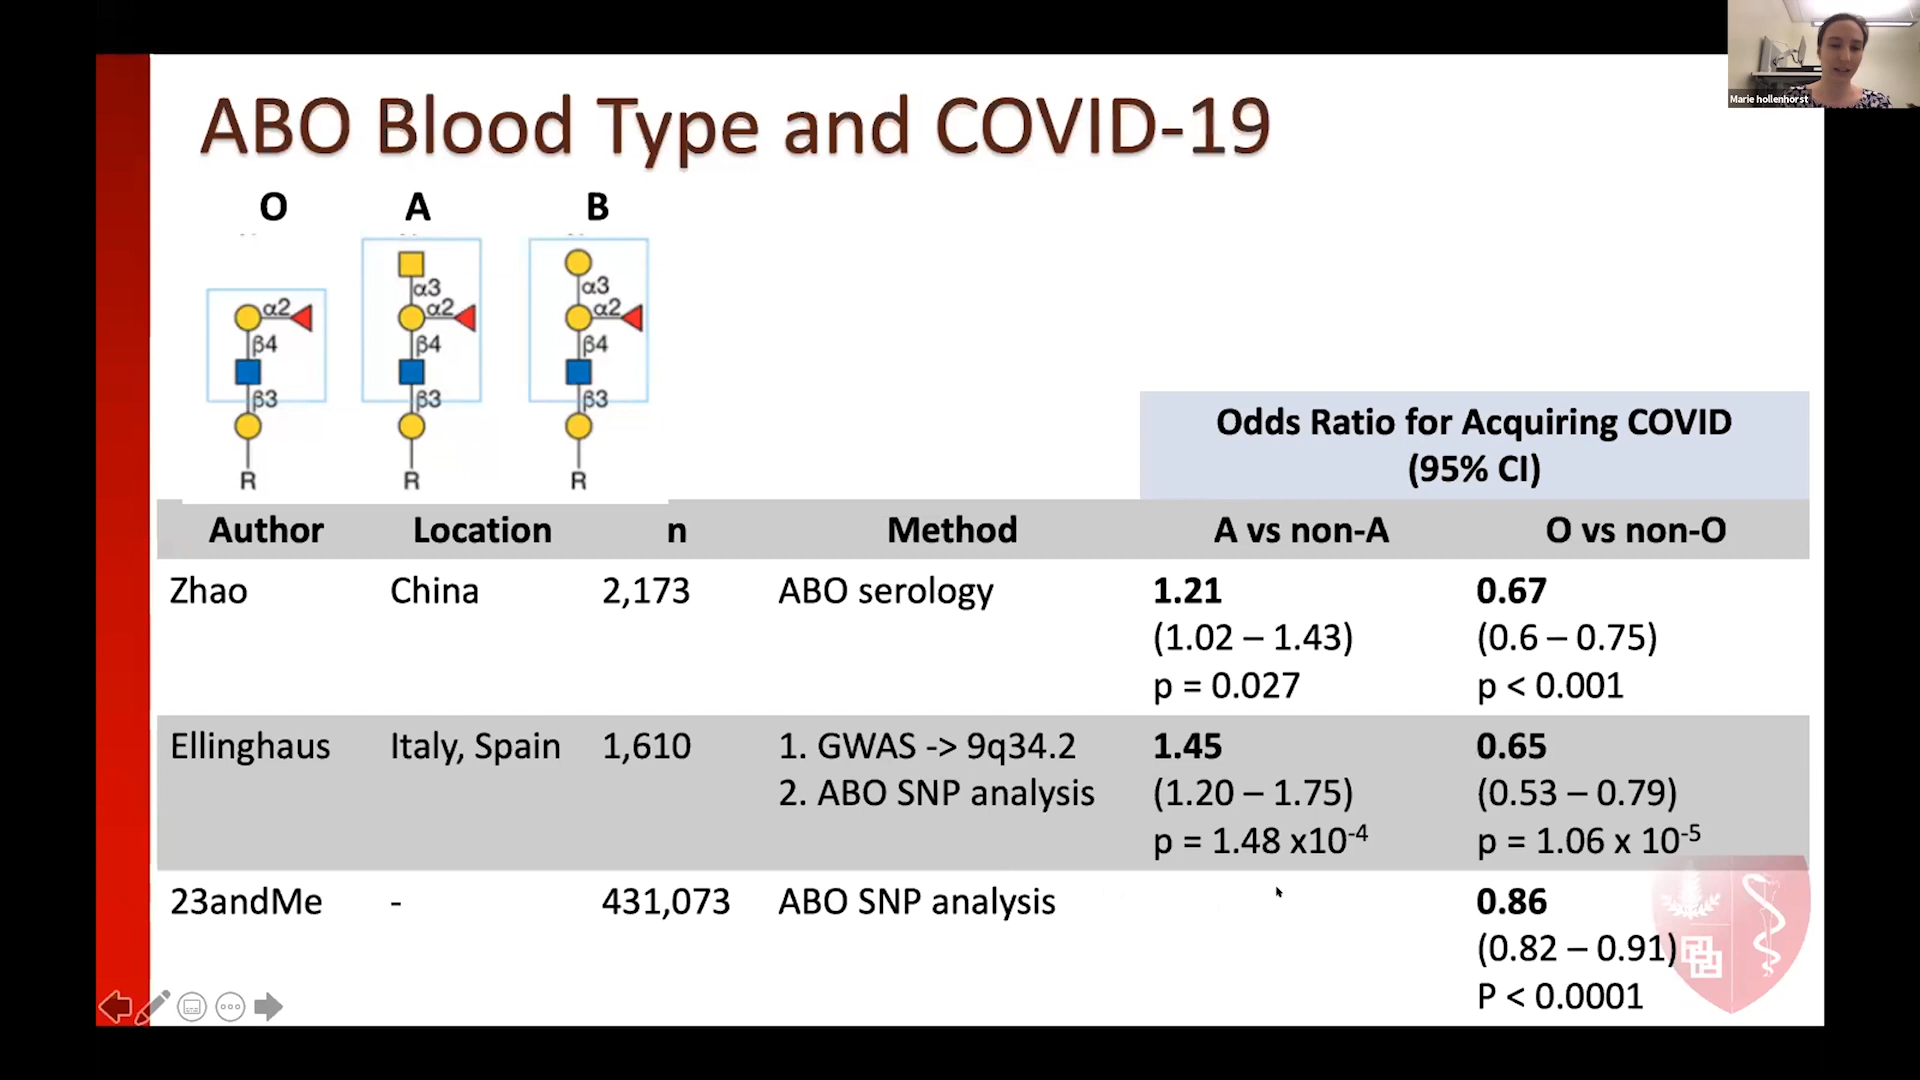 Marie hollenhorst
ABO Blood Type and COVID-19
O A B
α3 α3
α2 α2 α2
β4 β4 β4
β3 β3 β3
R R R
Odds Ratio for Acquiring COVID
(95% CI)
Author Location n Method A vs non-A O vs non-O
Zhao China 2,173 ABO serology 1.21 0.67
(1.02 – 1.43) (0.6 – 0.75)
p = 0.027 p < 0.001
Ellinghaus Italy, Spain 1,610 1. GWAS -> 9q34.2 1.45 0.65
2. ABO SNP analysis (1.20 – 1.75) (0.53 – 0.79)
p = 1.48 x10-4 p = 1.06 x 10-5
23andMe - 431,073 ABO SNP analysis 0.86
(0.82 – 0.91)
P < 0.0001